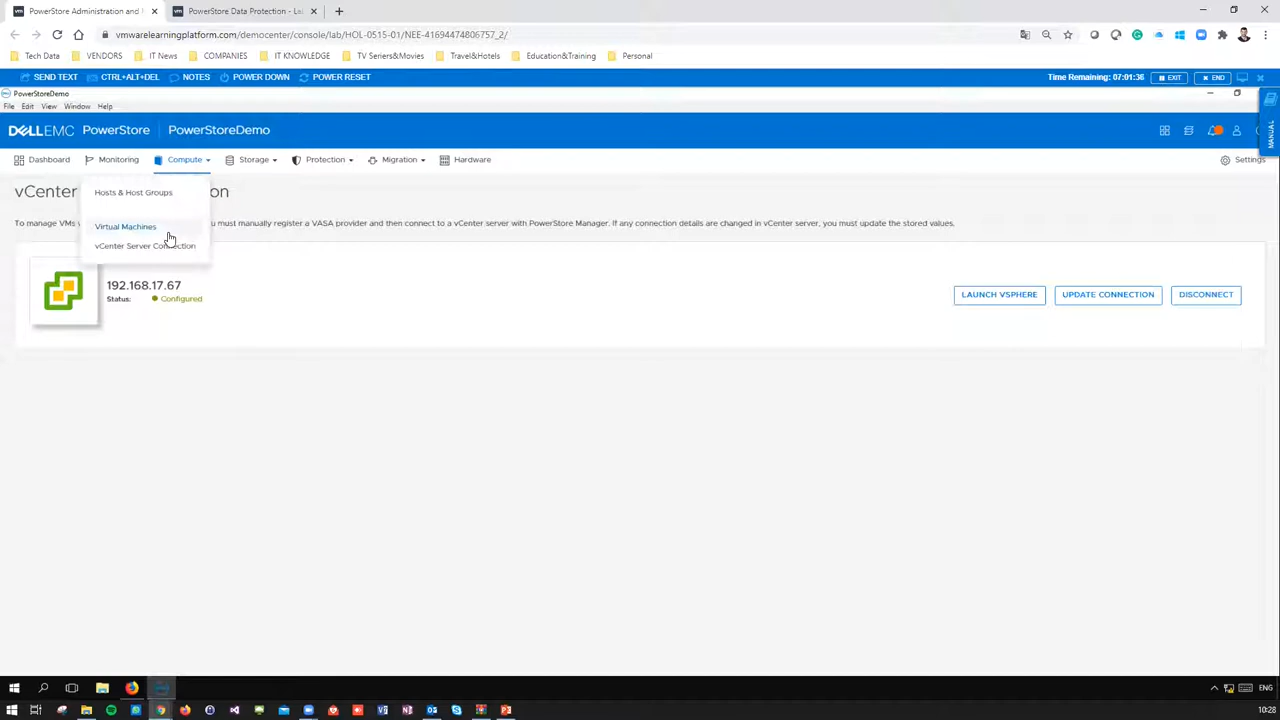 PowerStore Administration and
PowerStore Data Protection - La
vmwarelearningplatform.com/democenter/console/lab/HOL-0515-01/NEE-41694474806757_2/
Tech Data
VENDORS
IT News
COMPANIES
IT KNOWLEDGE
TV Seriers&Movies
Travel&Hotels
Education&Training
Personal
SEND TEXT
CTRL+ALT+DEL
NOTES
POWER DOWN
POWER RESET
Time Remaining: 07:01:36
EXIT
END
PowerStoreDemo
File Edit View Window Help
MANUAL
DELLEMC PowerStore
PowerStoreDemo
Dashboard
Monitoring
Compute
Storage
Protection
Migration
Hardware
Settings
vCenter
on
Hosts & Host Groups
Virtual Machines
vCenter Server Connection
To manage VMs
u must manually register a VASA provider and then connect to a vCenter server with PowerStore Manager. If any connection details are changed in vCenter server, you must update the stored values.
192.168.17.67
Status: Configured
LAUNCH VSPHERE
UPDATE CONNECTION
DISCONNECT
ENG
ENG
10:28